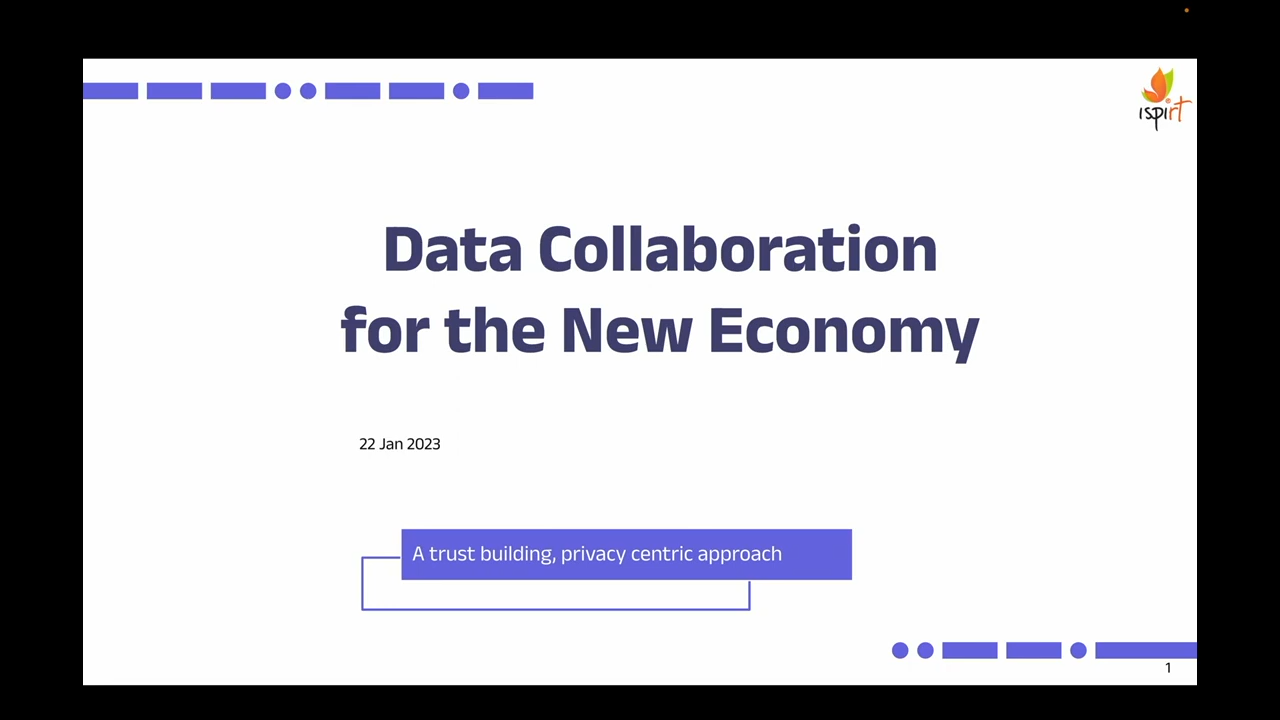 ispirt
Data Collaboration
for the New Economy
22 Jan 2023
A trust building, privacy centric approach
1